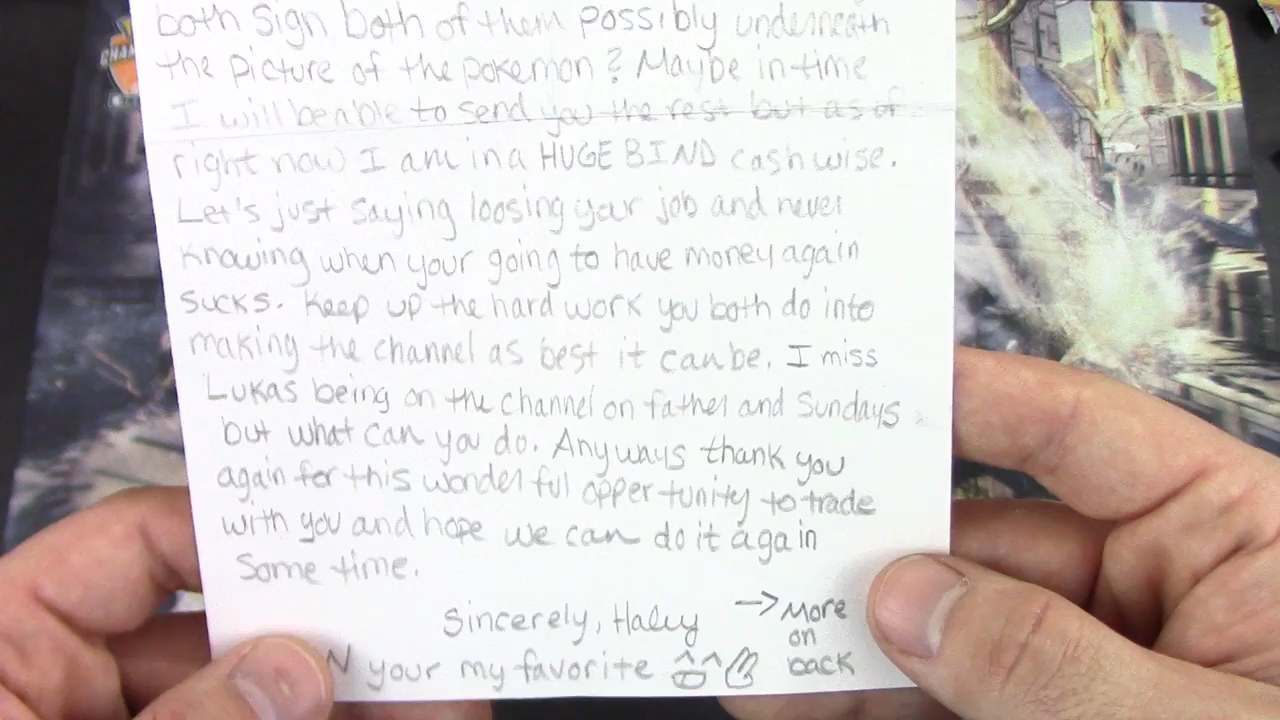 both sign both of them possibly underneath
the picture of the pokemon? Maybe in time
I will be able to send you the rest but as of
right now I am in a HUGE BIND cash wise.
Let's just saying loosing your job and never
knowing when your going to have money again
sucks. Keep up the hard work you both do into
making the channel as best it can be. I miss
Lukas being on the channel on father and Sundays
but what can you do. Anyways thank you
again for this wonderful oppertunity to trade
with you and hope we can do it again
some time.
Sincerely, Haley
→ More
on
back
your my favorite